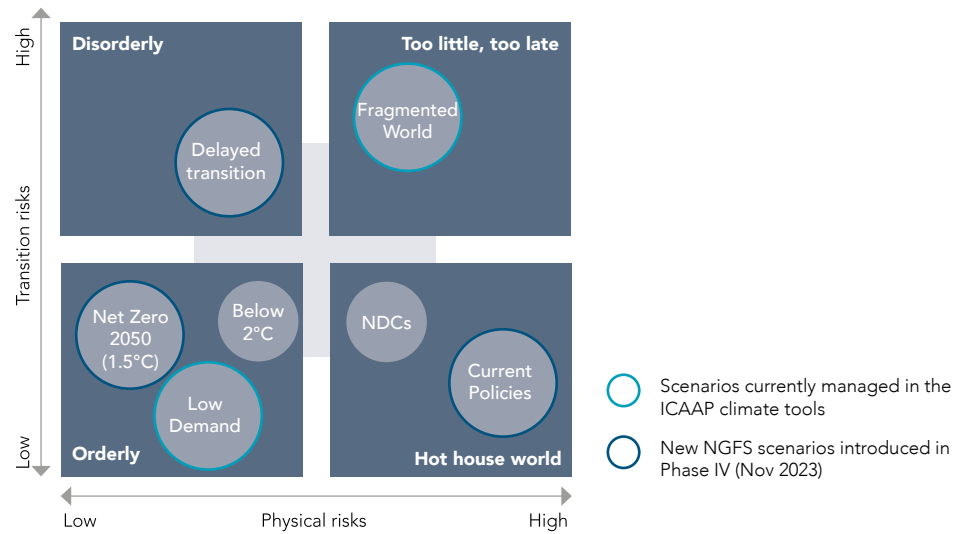 High
Transition risks
Low
Disorderly
Delayed
transition
Too little, too late
Fragmented
World
Net Zero
2050
(1.5°C)
Below
2°C
Low
Demand
Orderly
NDCs
Current
Policies
Hot house world
Low
Physical risks
High
Scenarios currently managed in the
ICAAP climate tools
New NGFS scenarios introduced in
Phase IV (Nov 2023)